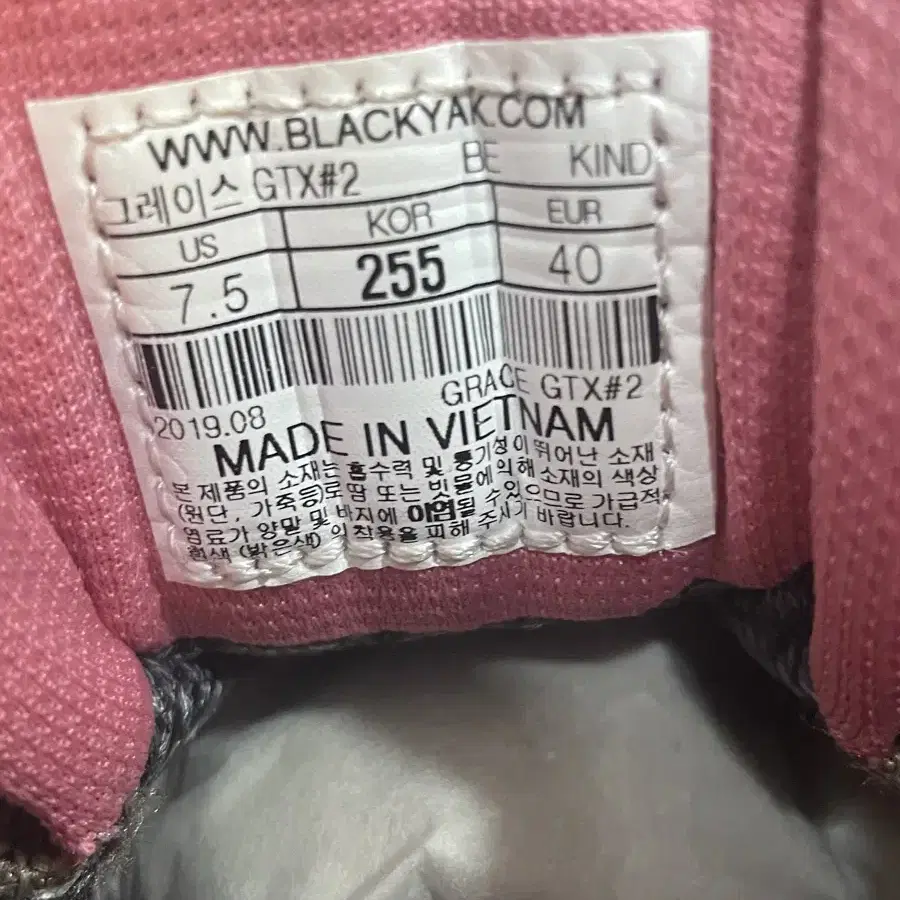 WWW.BLACKYAK.COM
그레이스 GTX#2 BE KIND
US KOR EUR
7.5 255 40
GRACE GTX#2
2019.08
MADE IN VIETNAM
본 제품의 소재는 흡수력 및 통기성이 뛰어난 소재
(원단, 가죽등)로 땀 또는 빗물에 의해 소재의 색상
염료가 양말 및 바지에 이염될 수 있으므로 가급적
흰색 (밝은색) 의 착용을 피해 주시기 바랍니다.